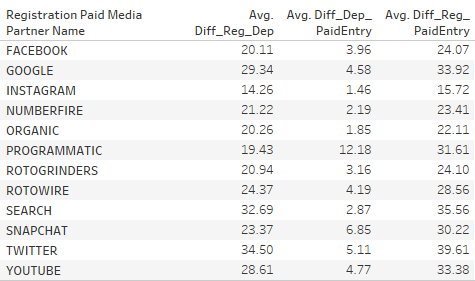 Registration Paid Media Avg. Avg. Diff_Dep_ Avg. Diff_Reg_
Partner Name Diff_Reg_Dep PaidEntry PaidEntry
FACEBOOK 20.11 3.96 24.07
GOOGLE 29.34 4.58 33.92
INSTAGRAM 14.26 1.46 15.72
NUMBERFIRE 21.22 2.19 23.41
ORGANIC 20.26 1.85 22.11
PROGRAMMATIC 19.43 12.18 31.61
ROTOGRINDERS 20.94 3.16 24.10
ROTOWIRE 24.37 4.19 28.56
SEARCH 32.69 2.87 35.56
SNAPCHAT 23.37 6.85 30.22
TWITTER 34.50 5.11 39.61
YOUTUBE 28.61 4.77 33.38